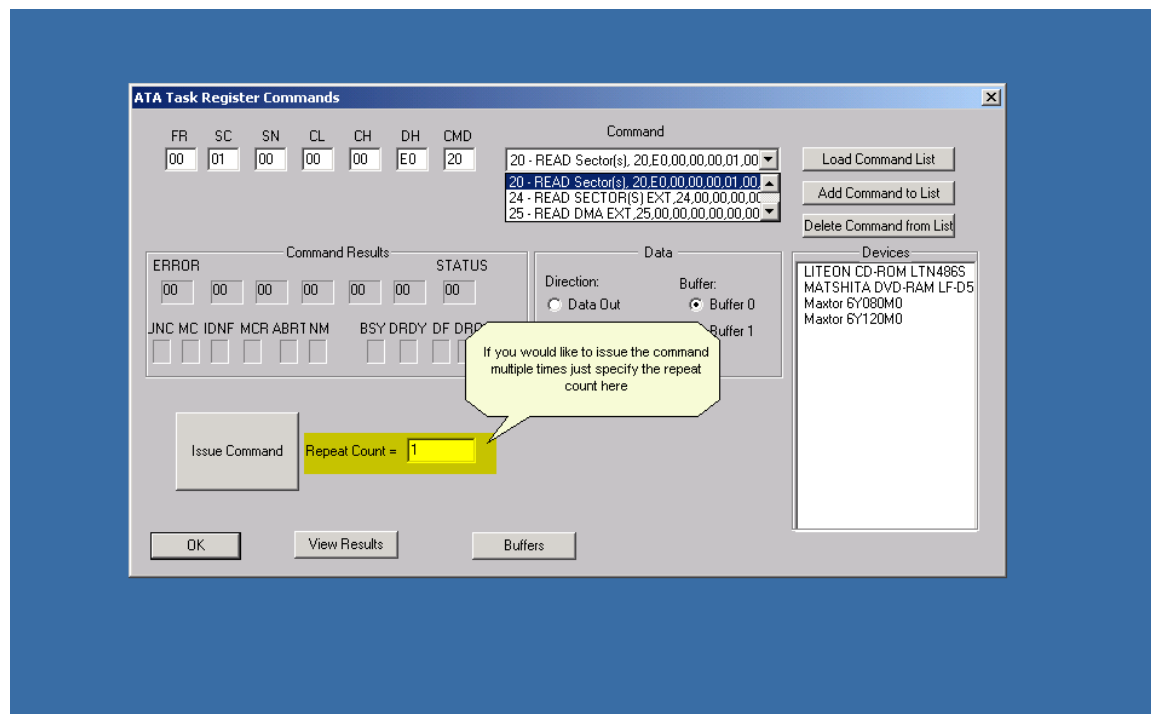 ATA Task Register Commands
FR SC SN CL CH DH CMD
00 01 00 00 00 E0 20
Command
20 - READ Sector(s), 20,E0,00,00,00,01,00
20 - READ Sector(s), 20,E0,00,00,00,01,00,
24 - READ SECTOR(S) EXT,24,00,00,00,00
25 - READ DMA EXT,25,00,00,00,00,00,00
Load Command List
Add Command to List
Delete Command from List
Command Results
ERROR STATUS
00 00 00 00 00 00 00
UNC MC IDNF MCR ABRT NM BSY DRDY DF DRQ
Data
Direction: Buffer:
Data Out Buffer 0
Buffer 1
Devices
LITEON CD-ROM LTN486S
MATSHITA DVD-RAM LF-D5
Maxtor 6Y080M0
Maxtor 6Y120M0
If you would like to issue the command
multiple times just specify the repeat
count here
Issue Command
Repeat Count = 1
OK
View Results
Buffers